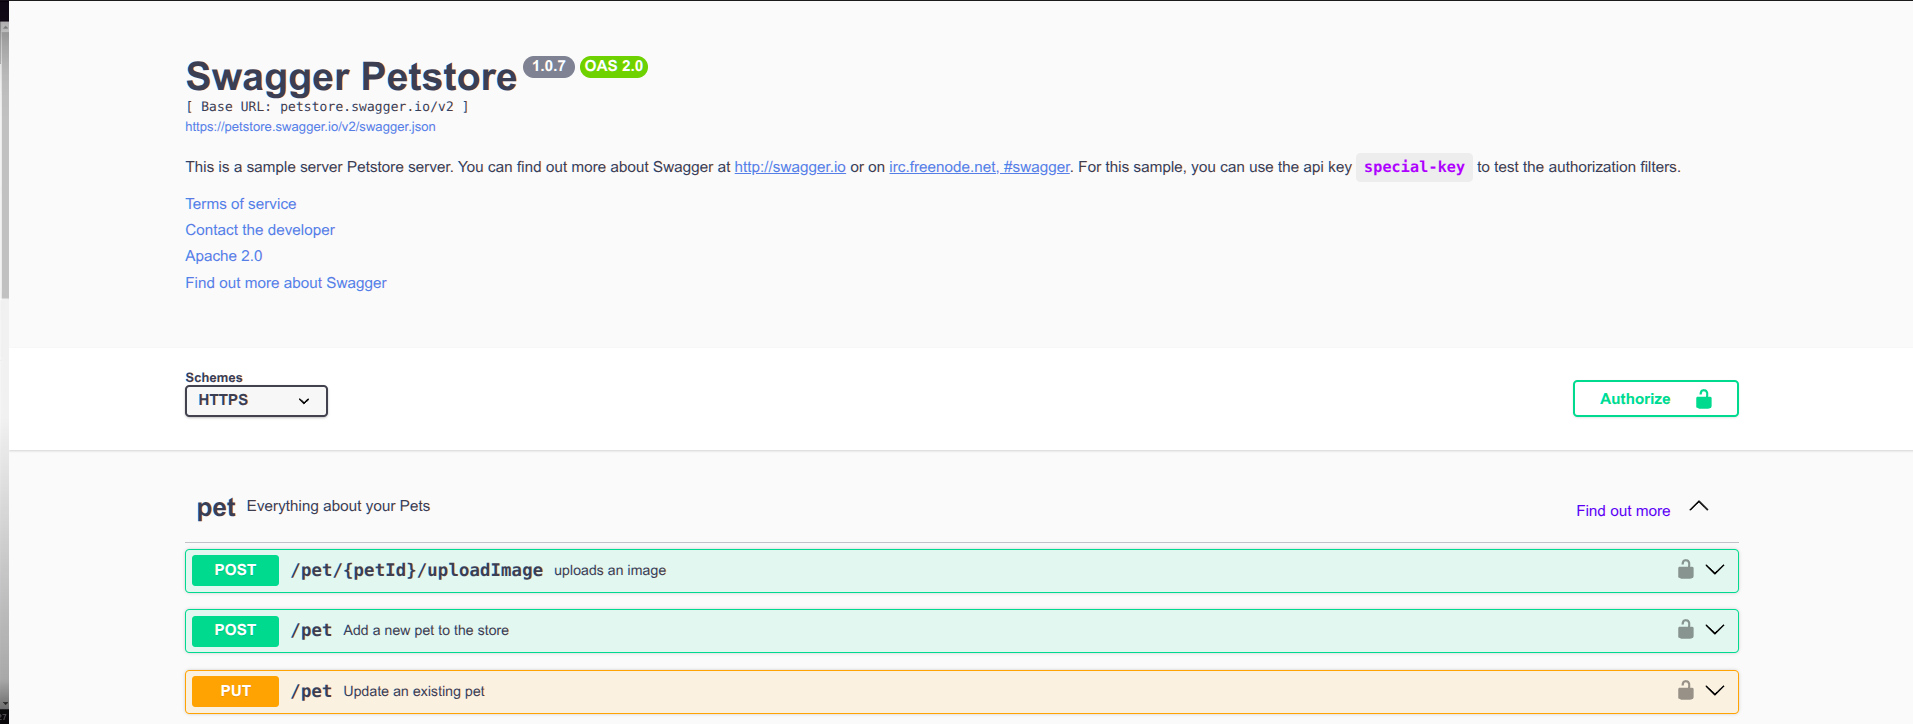 Swagger Petstore 1.0.7 OAS 2.0
[ Base URL: petstore.swagger.io/v2 ]
https://petstore.swagger.io/v2/swagger.json
This is a sample server Petstore server. You can find out more about Swagger at http://swagger.io or on irc.freenode.net, #swagger. For this sample, you can use the api key special-key to test the authorization filters.
Terms of service
Contact the developer
Apache 2.0
Find out more about Swagger
Schemes
HTTPS
Authorize
pet Everything about your Pets Find out more
POST /pet/{petId}/uploadImage uploads an image
POST /pet Add a new pet to the store
PUT /pet Update an existing pet